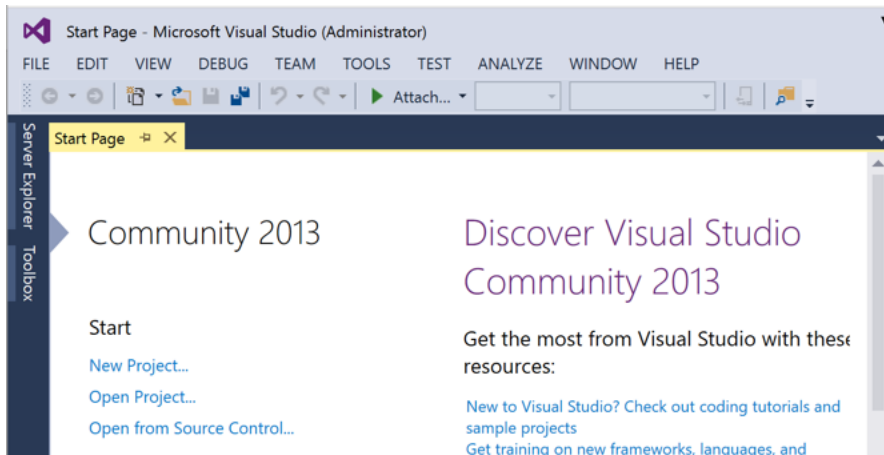 Start Page - Microsoft Visual Studio (Administrator)
FILE EDIT VIEW DEBUG TEAM TOOLS TEST ANALYZE WINDOW HELP
Attach...
Server Explorer
Toolbox
Start Page
Community 2013
Start
New Project...
Open Project...
Open from Source Control...
Discover Visual Studio
Community 2013
Get the most from Visual Studio with these
resources:
New to Visual Studio? Check out coding tutorials and
sample projects
Get training on new frameworks, languages, and